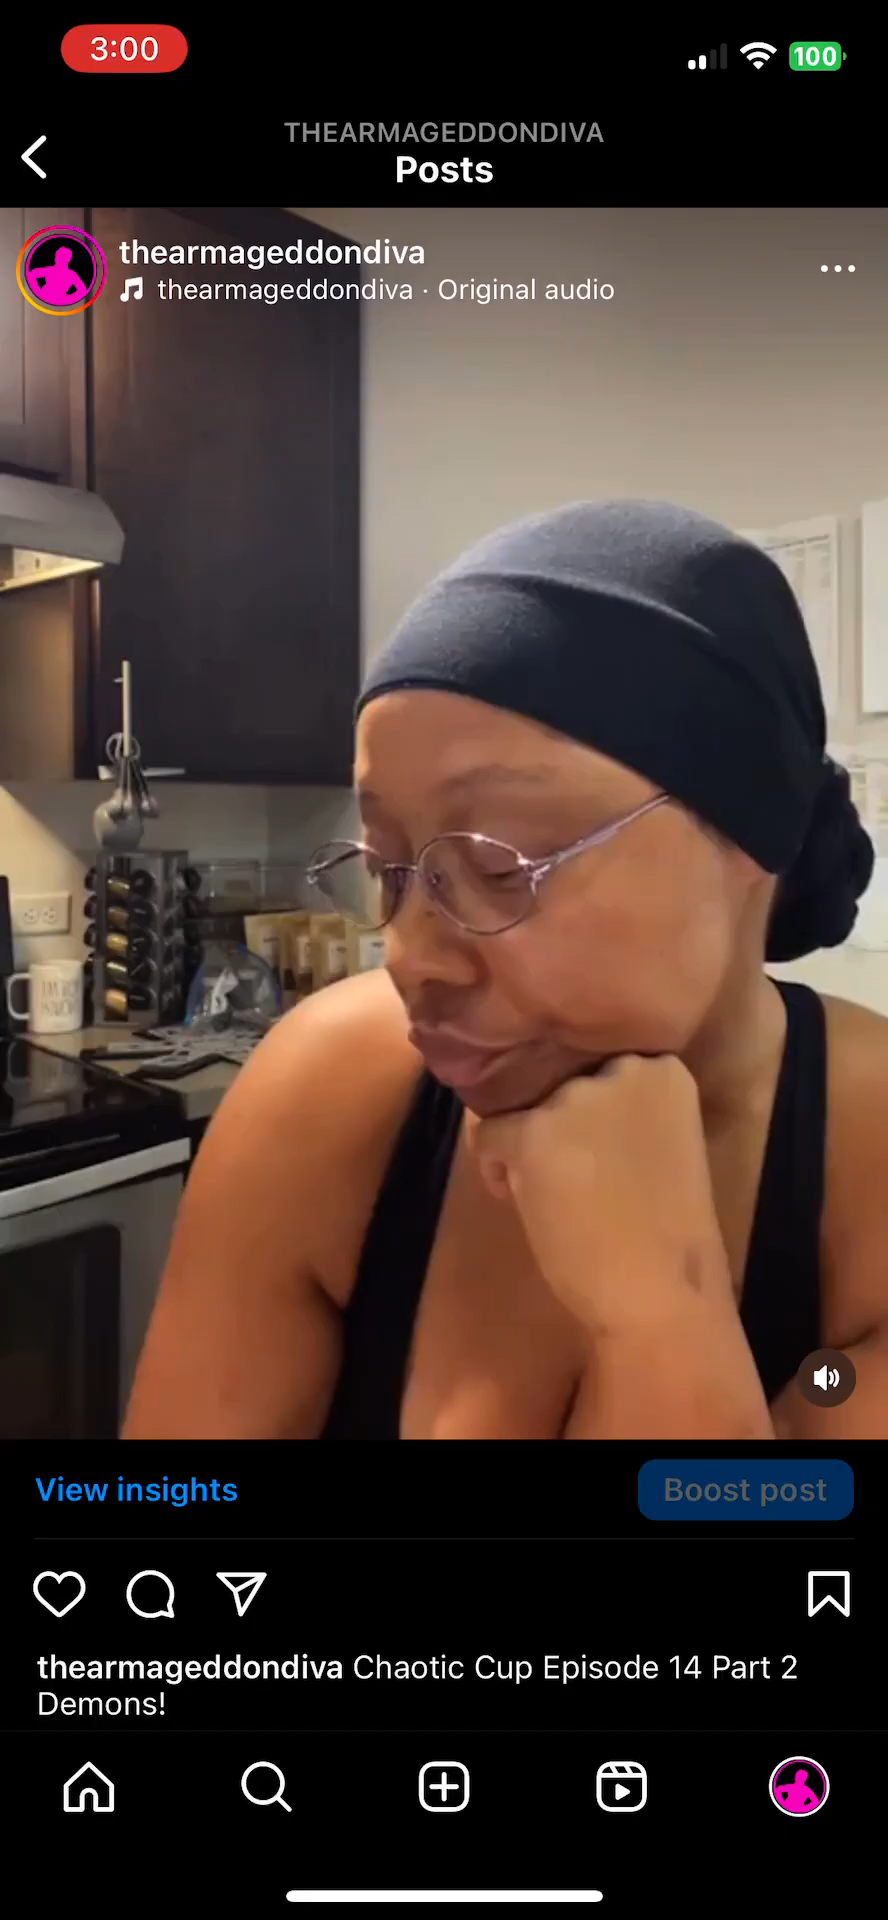 3:00
100
THEARMAGEDDONDIVA
Posts
thearmageddondiva
thearmageddondiva · Original audio
View insights
Boost post
thearmageddondiva Chaotic Cup Episode 14 Part 2
Demons!